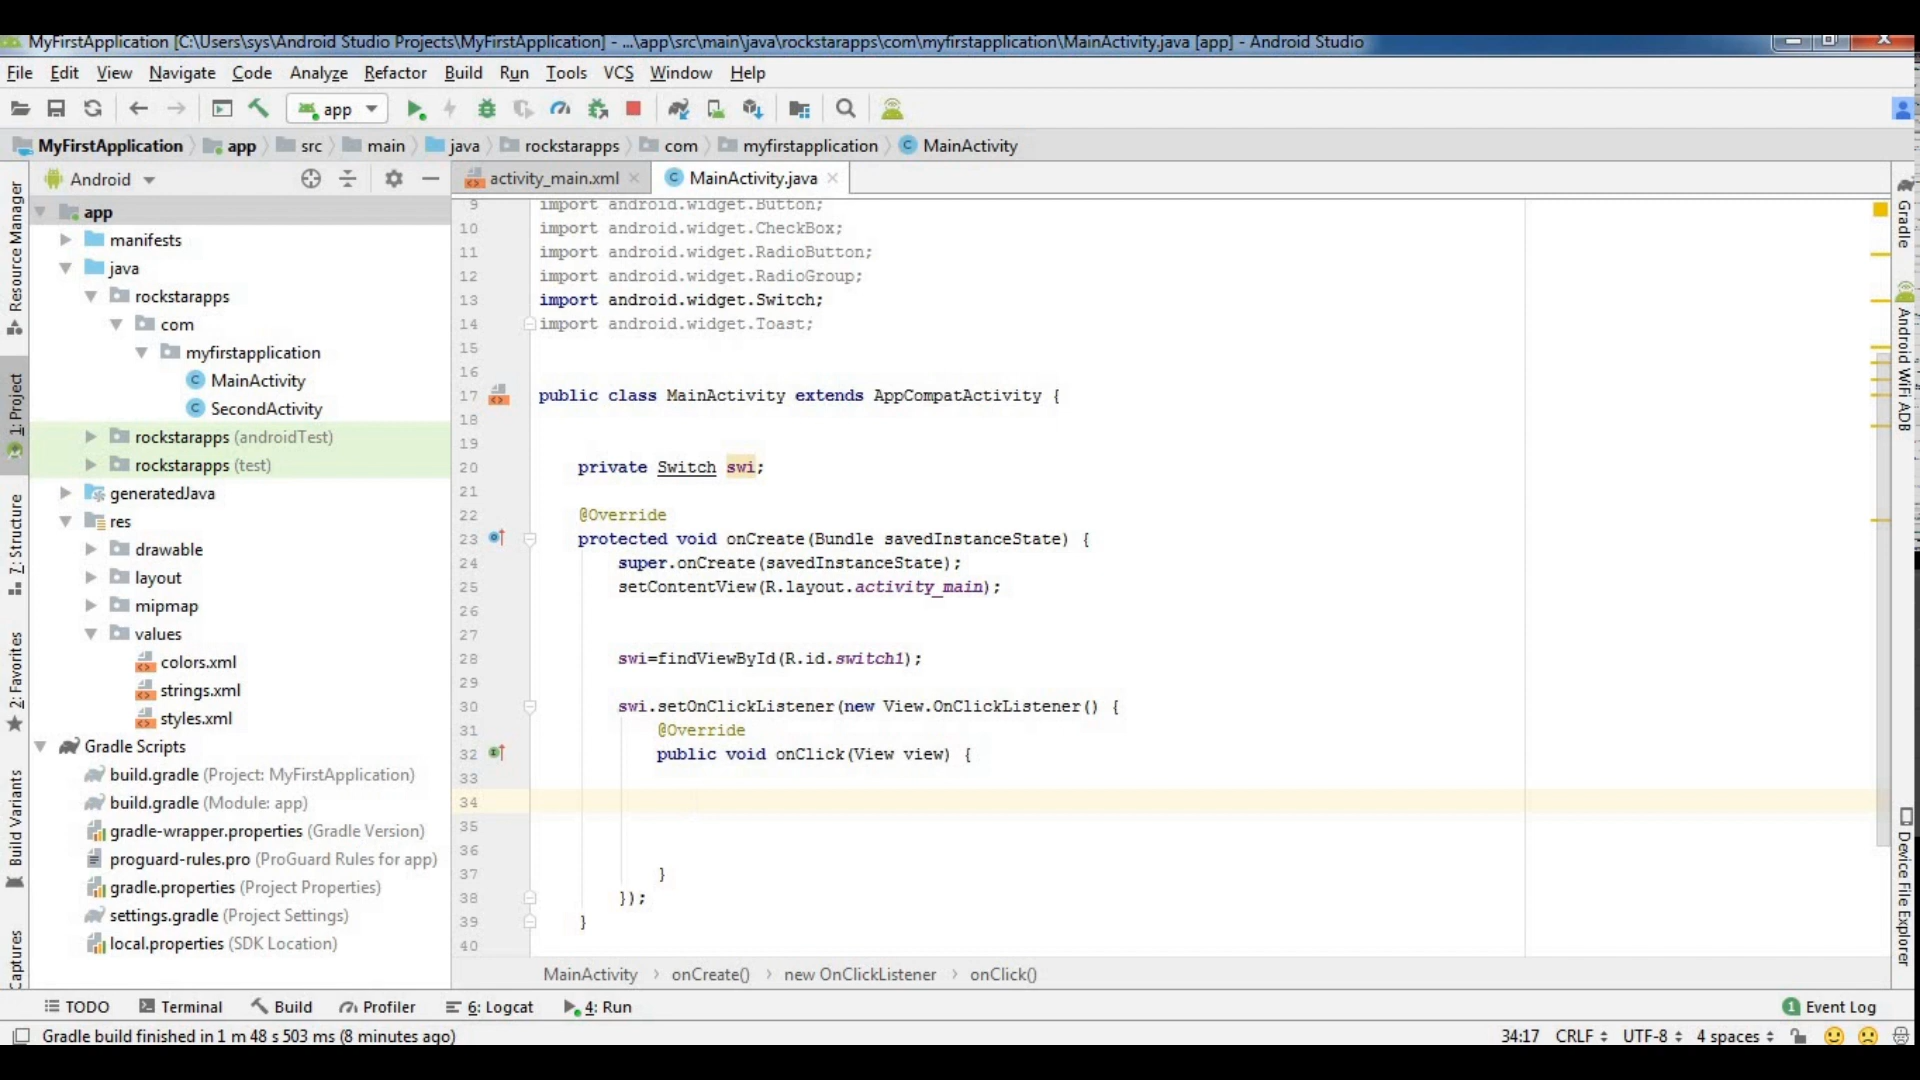 MyFirstApplication [C:\Users\sys\Android Studio Projects\MyFirstApplication] - ...\app\src\main\java\rockstarapps\com\myfirstapplication\MainActivity.java [app] - Android Studio
File Edit View Navigate Code Analyze Refactor Build Run Tools VCS Window Help
app
MyFirstApplication app src main java rockstarapps com myfirstapplication MainActivity
Android
activity_main.xml MainActivity.java
Resource Manager
1: Project
7: Structure
2: Favorites
Build Variants
Captures
app
manifests
java
rockstarapps
com
myfirstapplication
MainActivity
SecondActivity
rockstarapps (androidTest)
rockstarapps (test)
generatedJava
res
drawable
layout
mipmap
values
colors.xml
strings.xml
styles.xml
Gradle Scripts
build.gradle (Project: MyFirstApplication)
build.gradle (Module: app)
gradle-wrapper.properties (Gradle Version)
proguard-rules.pro (ProGuard Rules for app)
gradle.properties (Project Properties)
settings.gradle (Project Settings)
local.properties (SDK Location)
9 import android.widget.Button;
10 import android.widget.CheckBox;
11 import android.widget.RadioButton;
12 import android.widget.RadioGroup;
13 import android.widget.Switch;
14 import android.widget.Toast;
15
16
17 public class MainActivity extends AppCompatActivity {
18
19
20 private Switch swi;
21
22 @Override
23 protected void onCreate(Bundle savedInstanceState) {
24 super.onCreate(savedInstanceState);
25 setContentView(R.layout.activity_main);
26
27
28 swi=findViewById(R.id.switch1);
29
30 swi.setOnClickListener(new View.OnClickListener() {
31 @Override
32 public void onClick(View view) {
33
34
35
36
37 }
38 });
39 }
40
MainActivity › onCreate() › new OnClickListener › onClick()
Gradle
Android WiFi ADB
Device File Explorer
TODO Terminal Build Profiler 6: Logcat 4: Run 1 Event Log
Gradle build finished in 1 m 48 s 503 ms (8 minutes ago) 34:17 CRLF UTF-8 4 spaces